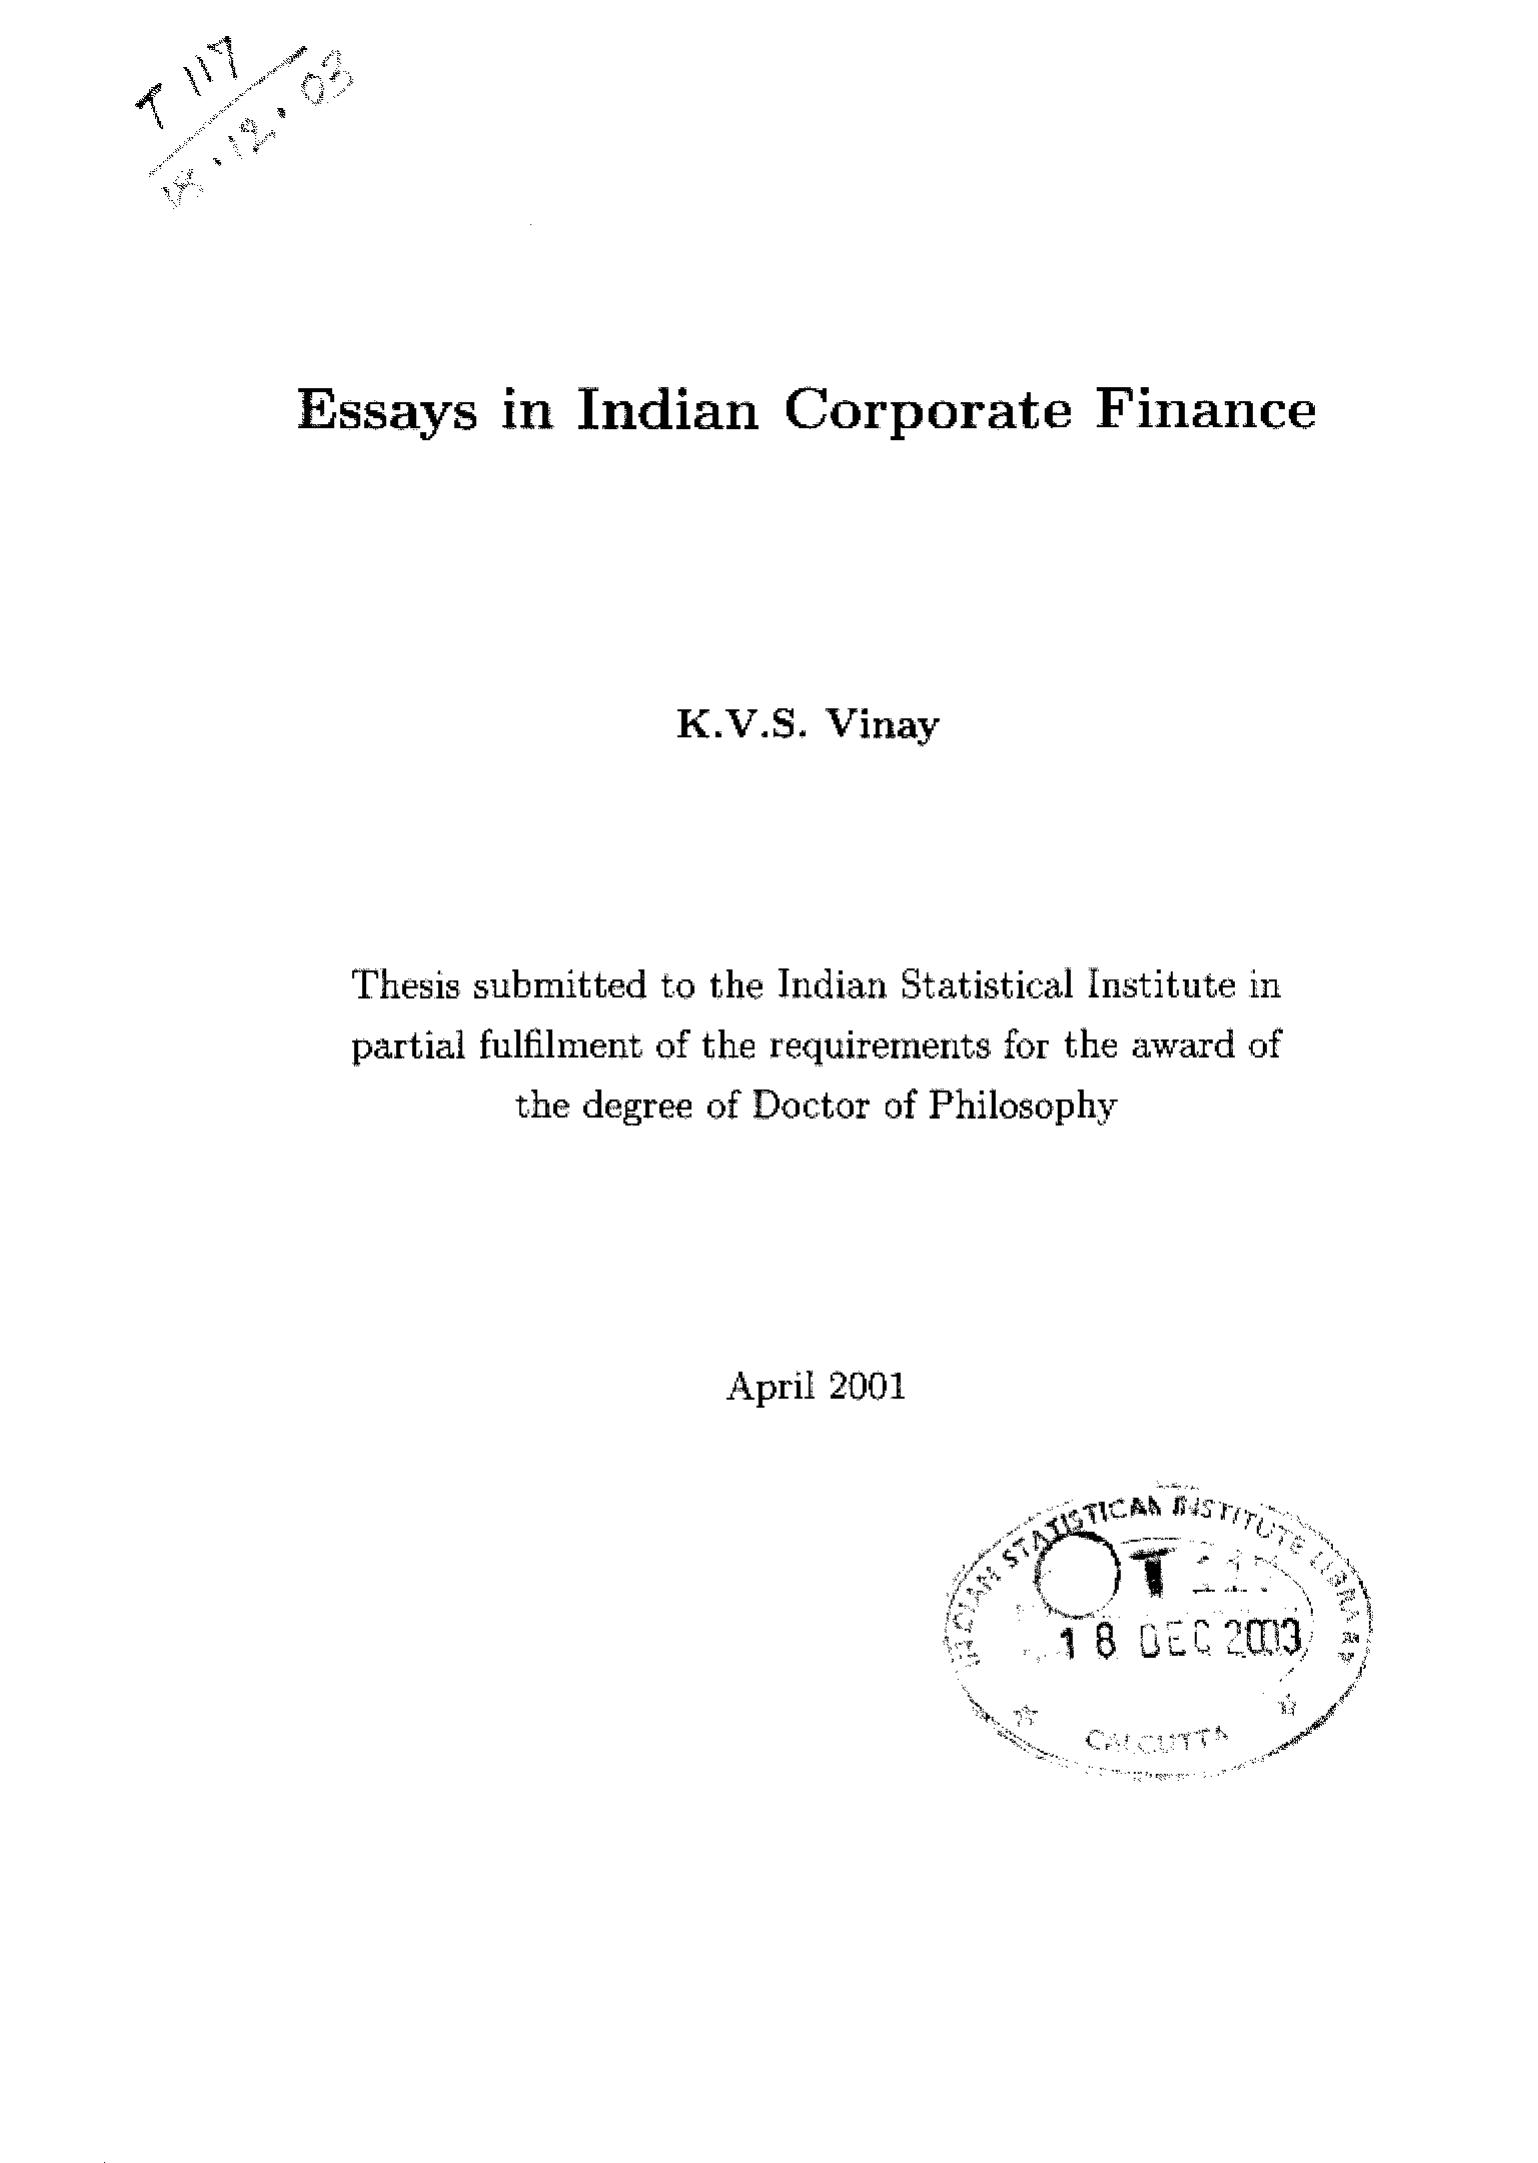 T 117
12.03
Essays in Indian Corporate Finance
K.V.S. Vinay
Thesis submitted to the Indian Statistical Institute in
partial fulfilment of the requirements for the award of
the degree of Doctor of Philosophy
April 2001
INDIAN STATISTICAL INSTITUTE LIBRARY
T
18 DEC 2003
CALCUTTA